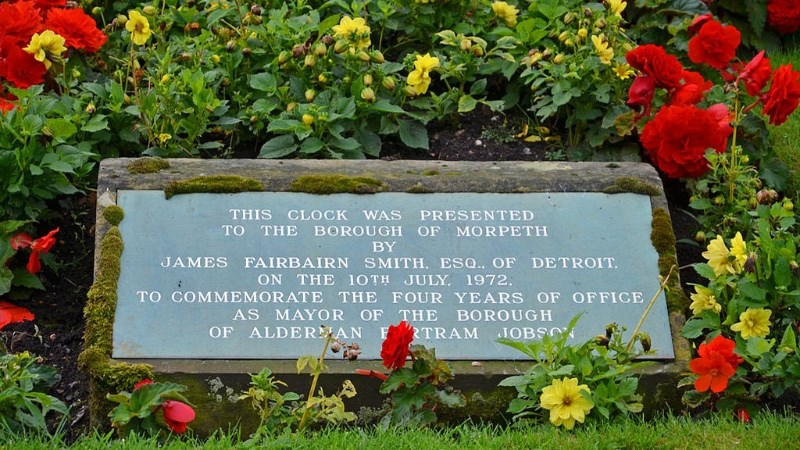 THIS CLOCK WAS PRESENTED
TO THE BOROUGH OF MORPETH
BY
JAMES FAIRBAIRN SMITH, ESQ., OF DETROIT,
ON THE 10TH JULY, 1972,
TO COMMEMORATE THE FOUR YEARS OF OFFICE
AS MAYOR OF THE BOROUGH
OF ALDERMAN BERTRAM JOBSON